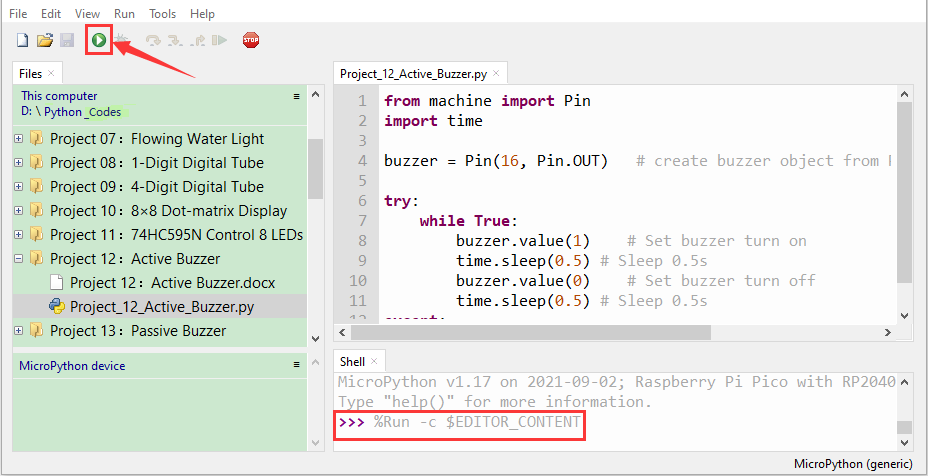 File Edit View Run Tools Help
STOP
Files ×
This computer
D: \ Python _Codes
Project 07：Flowing Water Light
Project 08：1-Digit Digital Tube
Project 09：4-Digit Digital Tube
Project 10：8×8 Dot-matrix Display
Project 11：74HC595N Control 8 LEDs
Project 12：Active Buzzer
Project 12：Active Buzzer.docx
Project_12_Active_Buzzer.py
Project 13：Passive Buzzer
MicroPython device
Project_12_Active_Buzzer.py ×
1 from machine import Pin
2 import time
3
4 buzzer = Pin(16, Pin.OUT)   # create buzzer object from
5
6 try:
7     while True:
8         buzzer.value(1)    # Set buzzer turn on
9         time.sleep(0.5) # Sleep 0.5s
10         buzzer.value(0)    # Set buzzer turn off
11         time.sleep(0.5) # Sleep 0.5s
12 except:
Shell ×
MicroPython v1.17 on 2021-09-02; Raspberry Pi Pico with RP2040
Type "help()" for more information.
>>> %Run -c $EDITOR_CONTENT
MicroPython (generic)